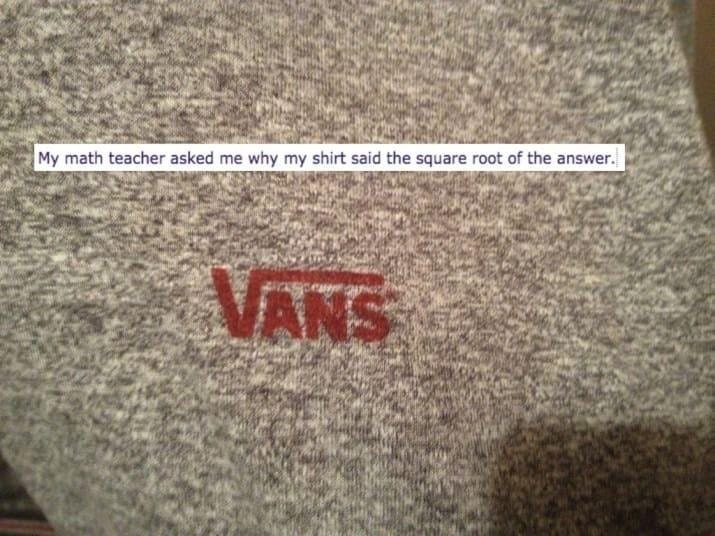 My math teacher asked me why my shirt said the square root of the answer.
VANS